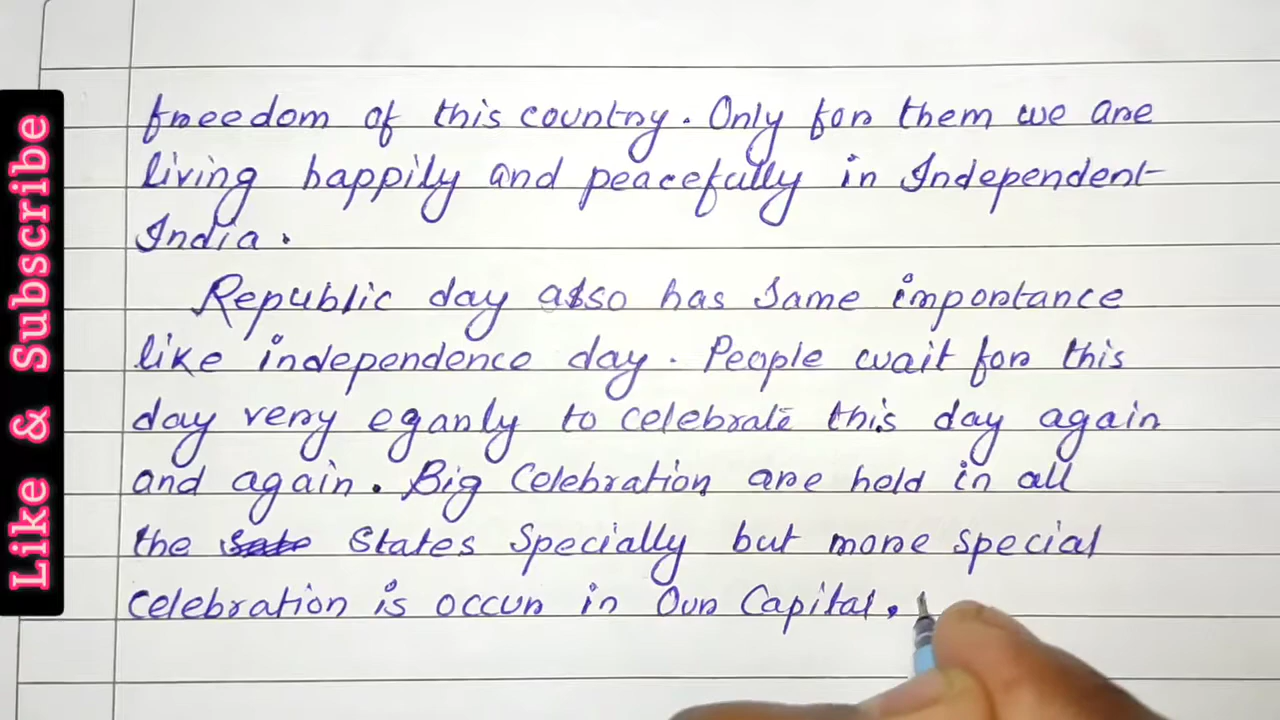 Like & Subscribe
freedom of this country. Only for them we are
living happily and peacefully in Independent
India.
Republic day also has Same importance
like independence day. People wait for this
day very egarly to celebrate this day again
and again. Big Celebration are held in all
the States Specially but more special
Celebration is occur in Our Capital,